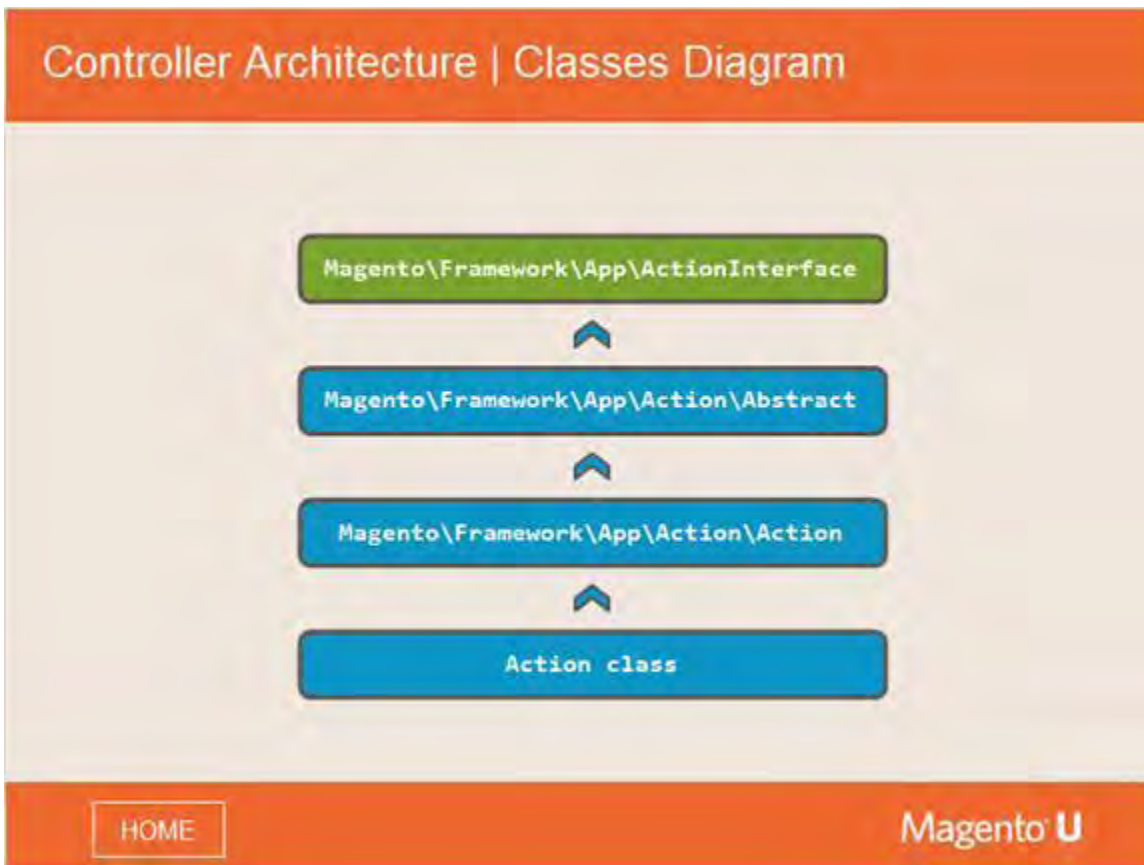 Controller Architecture | Classes Diagram
Magento\Framework\App\ActionInterface
Magento\Framework\App\Action\Abstract
Magento\Framework\App\Action\Action
Action class
HOME
Magento U